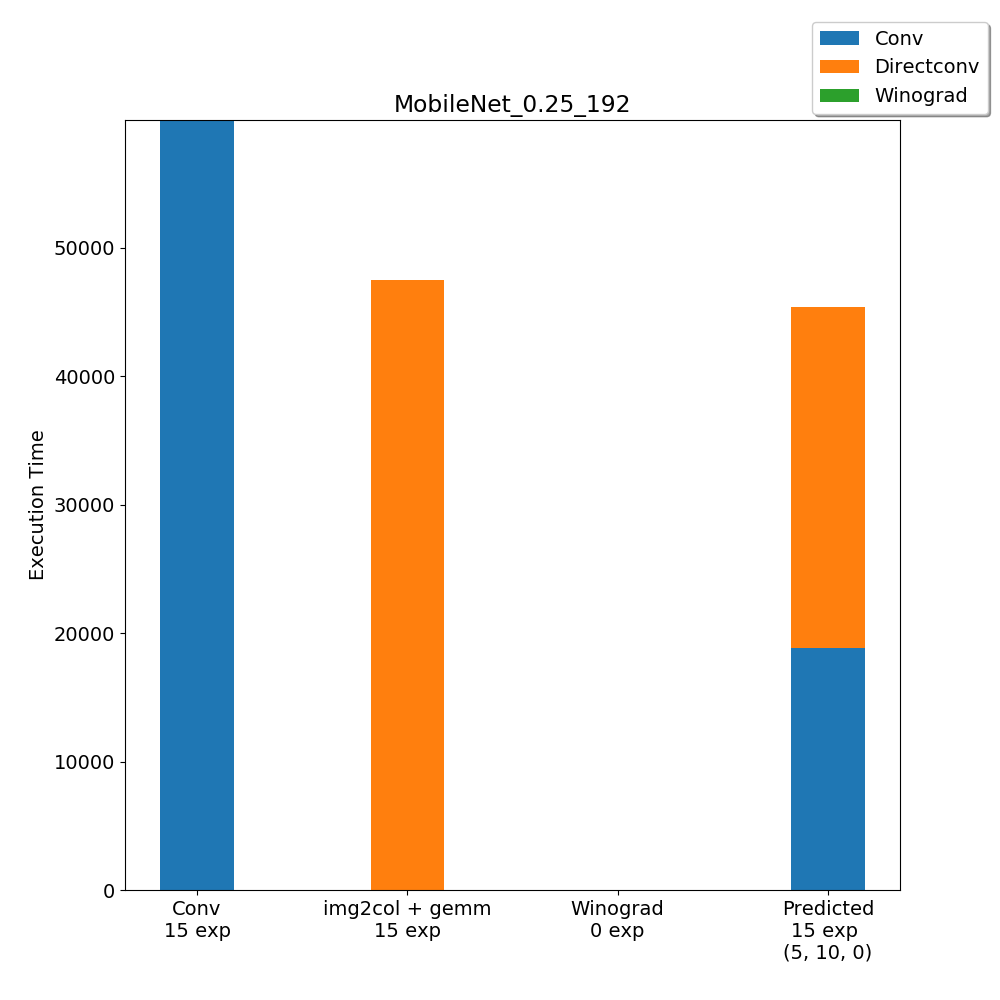 Conv
Directconv
Winograd
MobileNet_0.25_192
Execution Time
50000
40000
30000
20000
10000
0
Conv
15 exp
img2col + gemm
15 exp
Winograd
0 exp
Predicted
15 exp
(5, 10, 0)